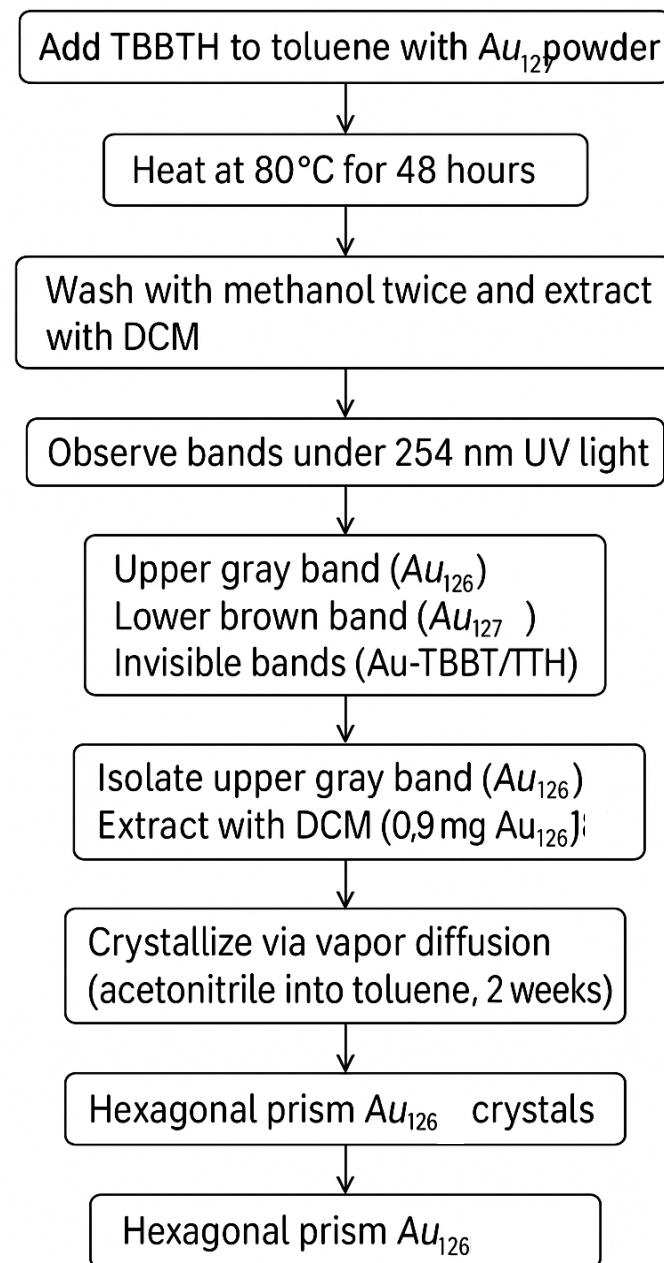 Add TBBTH to toluene with Au₁₂₇powder
Heat at 80°C for 48 hours
Wash with methanol twice and extract
with DCM
Observe bands under 254 nm UV light
Upper gray band (Au₁₂₆)
Lower brown band (Au₁₂₇ )
Invisible bands (Au-TBBT/TTH)
Isolate upper gray band (Au₁₂₆)
Extract with DCM (0,9 mg Au₁₂₆]
Crystallize via vapor diffusion
(acetonitrile into toluene, 2 weeks)
Hexagonal prism Au₁₂₆ crystals
Hexagonal prism Au₁₂₆